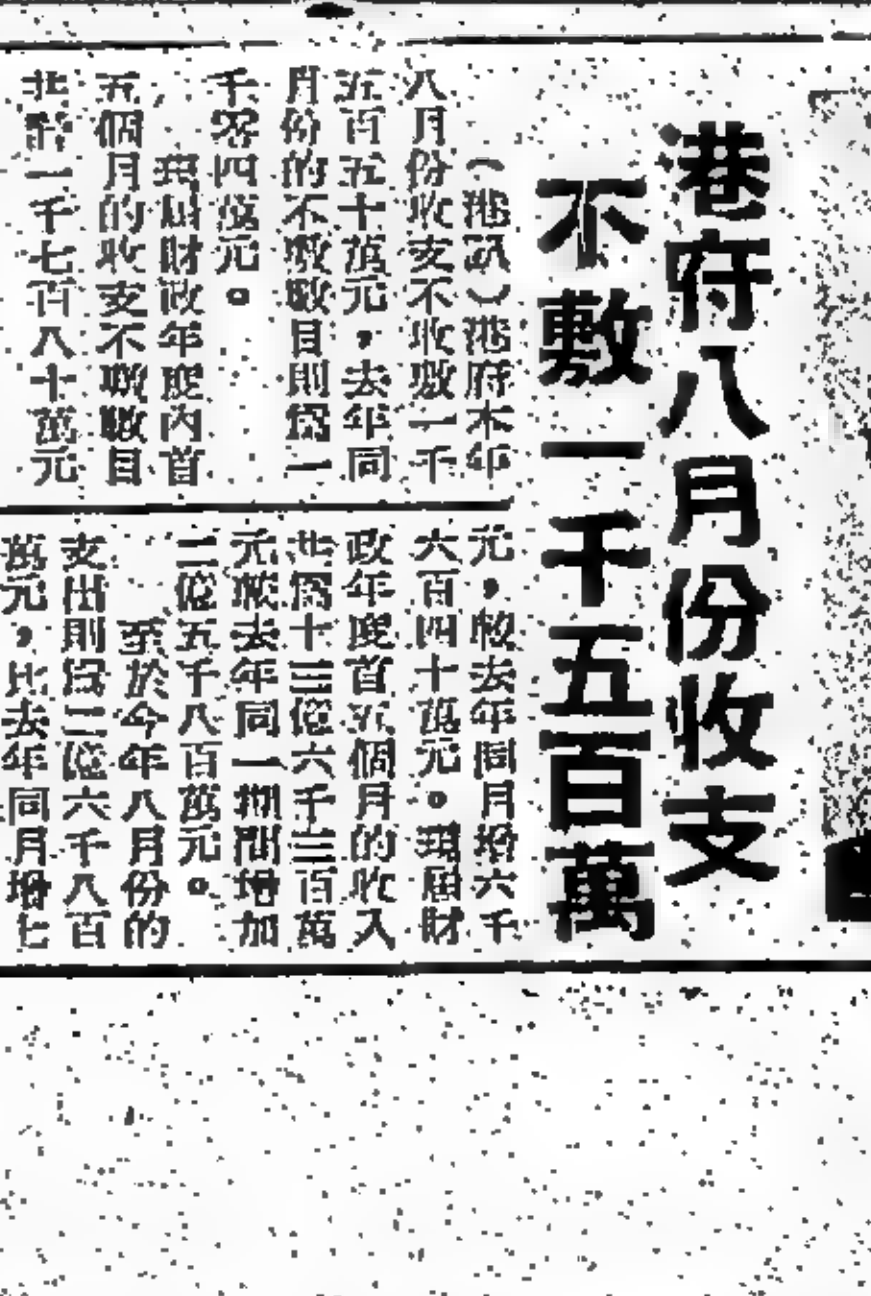 港府八月份收支
不敷一千五百萬
(港訊)港府本年
八月份收支不收敷一千
五百五十萬元,去年同
月份的不敷數目則爲一
千零四萬元。
現屆財政年度內首
五個月的收支不敷數目
共爲一千七百八十萬元
元,較去年同月增六千
六百四十萬元。現屆財
政年度首五個月的收入
共爲十三億六千三百萬
元較去年同一期間增加
二億五千八百萬元。
至於今年八月份的
支出則爲二億六千八百
萬元,比去年同月增七